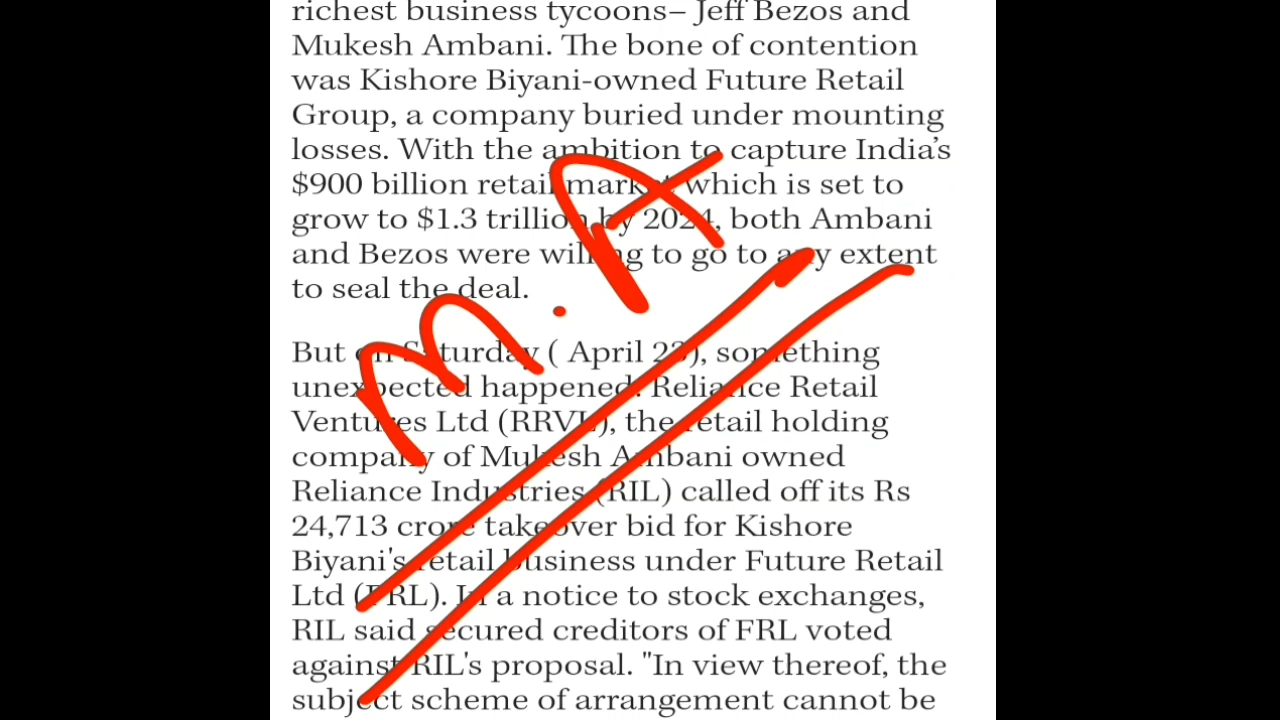 richest business tycoons– Jeff Bezos and
Mukesh Ambani. The bone of contention
was Kishore Biyani-owned Future Retail
Group, a company buried under mounting
losses. With the ambition to capture India's
$900 billion retail market which is set to
grow to $1.3 trillion by 2024, both Ambani
and Bezos were willing to go to any extent
to seal the deal.
M.A
But on Saturday ( April 23), something
unexpected happened. Reliance Retail
Ventures Ltd (RRVL), the retail holding
company of Mukesh Ambani owned
Reliance Industries (RIL) called off its Rs
24,713 crore takeover bid for Kishore
Biyani's retail business under Future Retail
Ltd (FRL). In a notice to stock exchanges,
RIL said secured creditors of FRL voted
against RIL's proposal. "In view thereof, the
subject scheme of arrangement cannot be